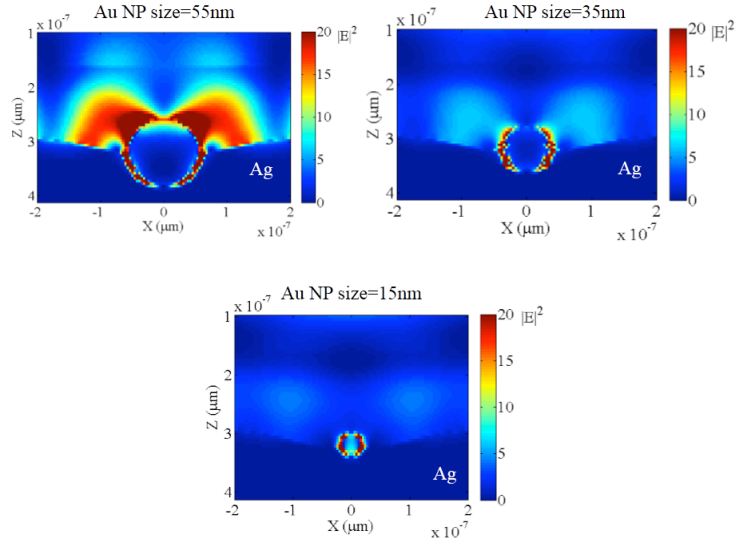 Au NP size=55nm
x 10⁻⁷
1
2
3
4
Z (μm)
-2
-1
0
1
2
X (μm)
x 10⁻⁷
Ag
20
15
10
5
0
|E|²
Au NP size=35nm
x 10⁻⁷
1
2
3
4
Z (μm)
-2
-1
0
1
2
X (μm)
x 10⁻⁷
Ag
20
15
10
5
0
|E|²
Au NP size=15nm
x 10⁻⁷
1
2
3
4
Z (μm)
-2
-1
0
1
2
X (μm)
x 10⁻⁷
Ag
20
15
10
5
0
|E|²